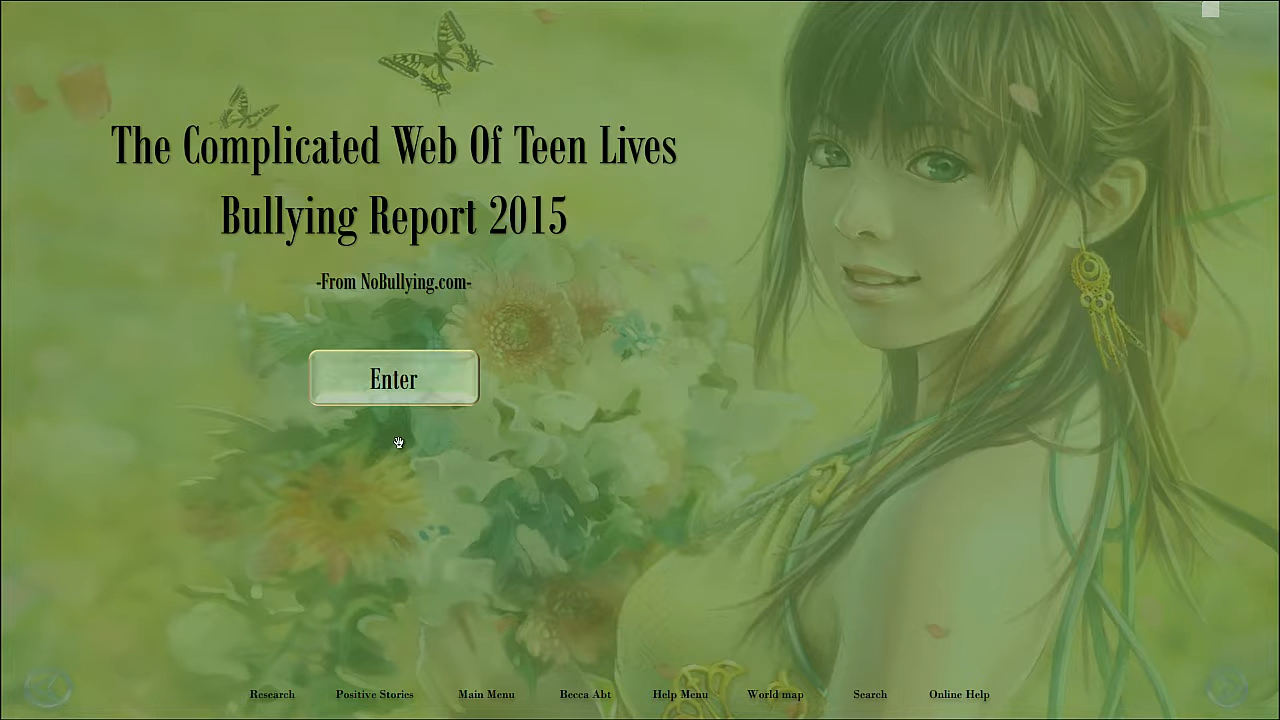 The Complicated Web Of Teen Lives
Bullying Report 2015
-From NoBullying.com-
Enter
Research Positive Stories Main Menu Becca Abt Help Menu World map Search Online Help